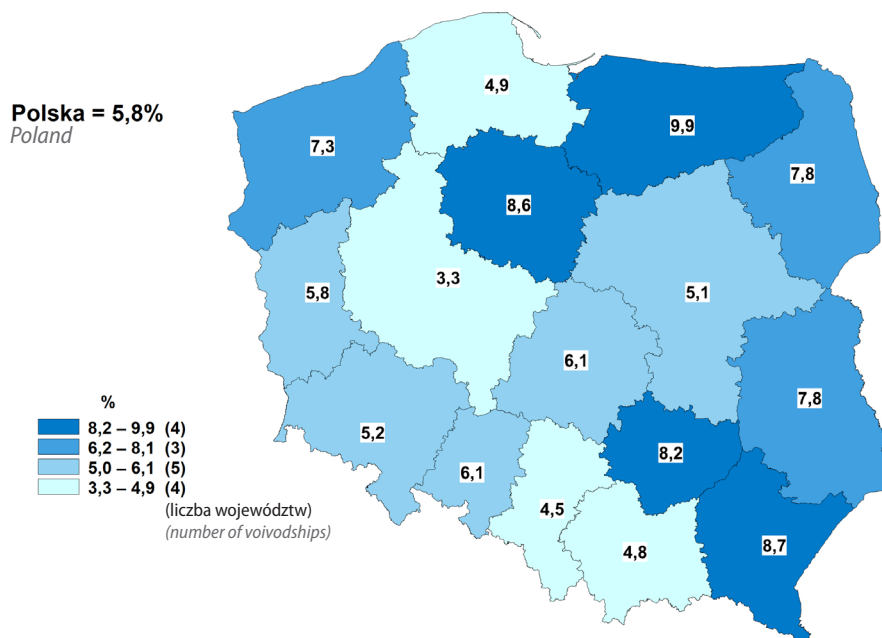 Polska = 5,8%
Poland
4,9
9,9
7,3
7,8
8,6
3,3
5,8
5,1
6,1
7,8
5,2
6,1
8,2
4,5
4,8
8,7
%
8,2 – 9,9 (4)
6,2 – 8,1 (3)
5,0 – 6,1 (5)
3,3 – 4,9 (4)
(liczba województw)
(number of voivodships)